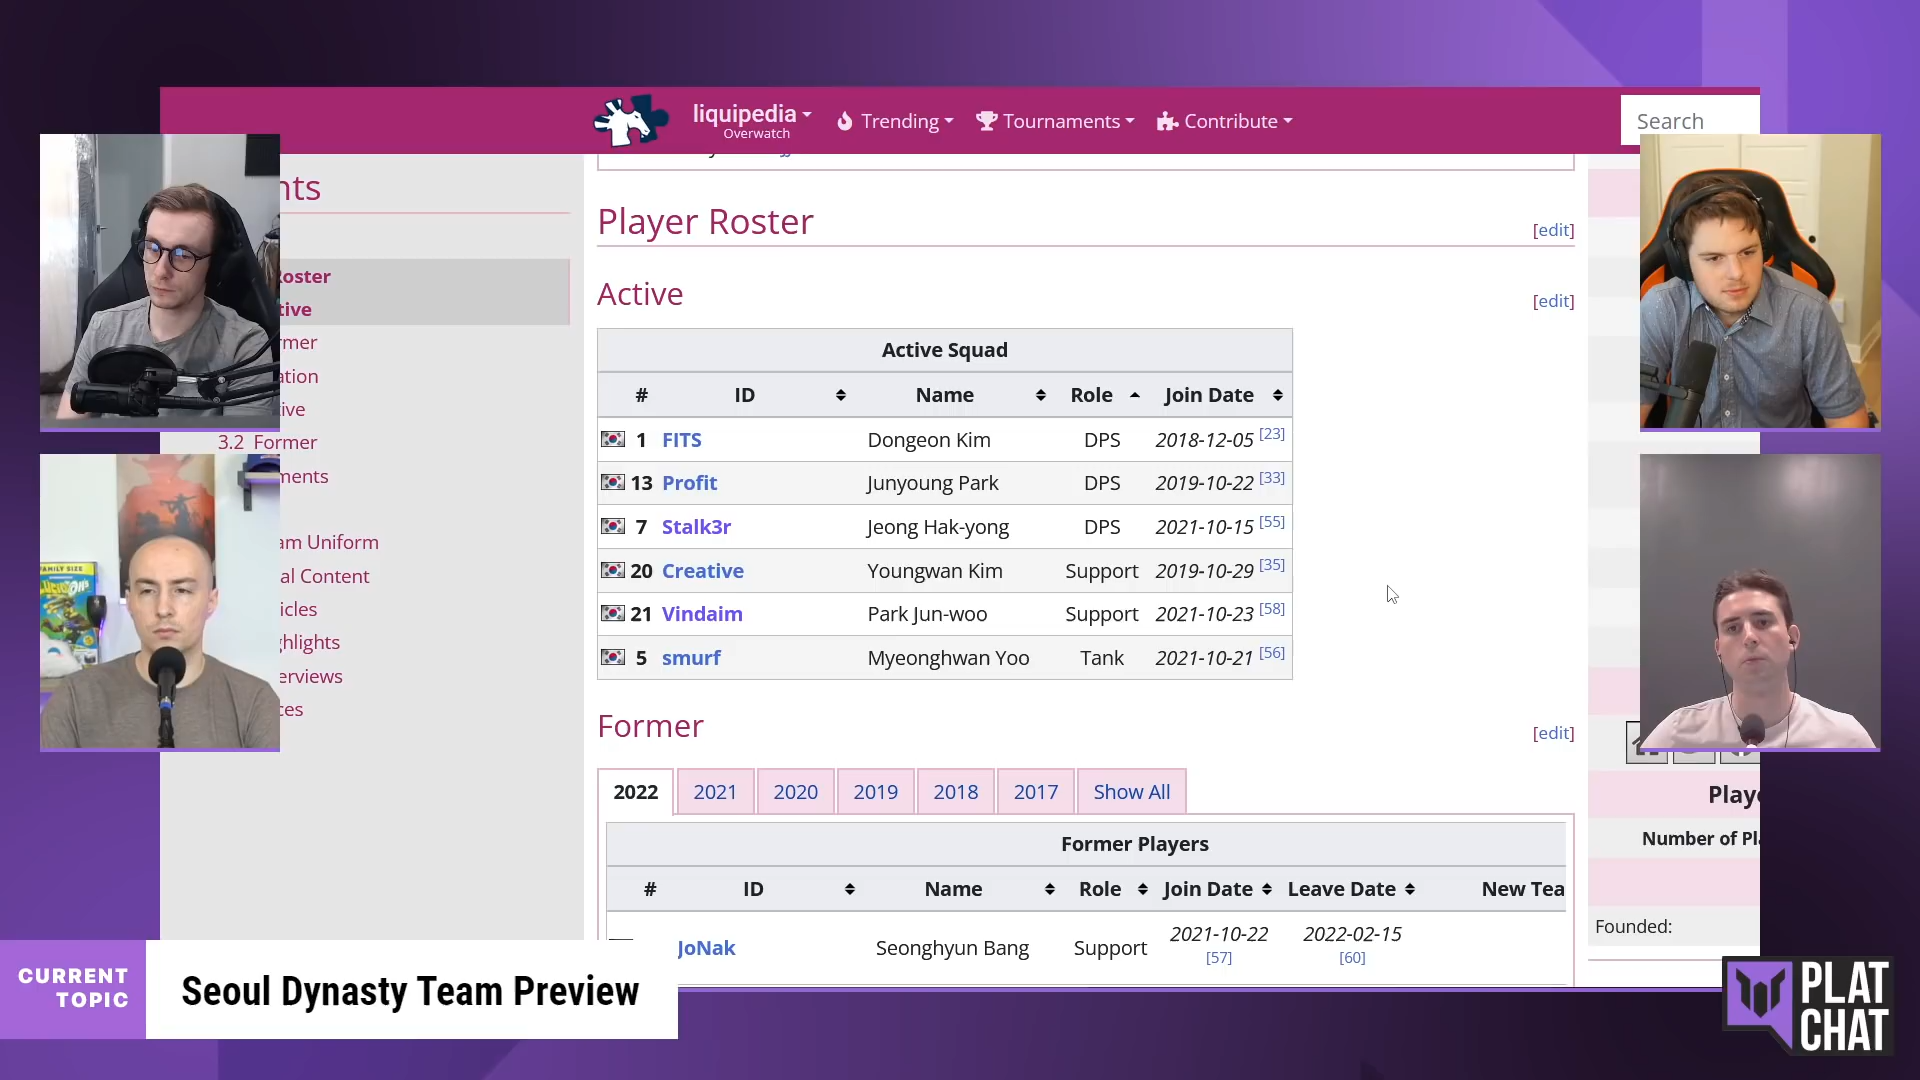 liquipedia
Overwatch
Trending
Tournaments
Contribute
Search
nts
Roster
tive
rmer
ation
ive
3.2 Former
ments
am Uniform
al Content
icles
ghlights
erviews
ces
Player Roster
[edit]
Active
[edit]
Active Squad
# ID Name Role Join Date
1 FITS Dongeon Kim DPS 2018-12-05 [23]
13 Profit Junyoung Park DPS 2019-10-22 [33]
7 Stalk3r Jeong Hak-yong DPS 2021-10-15 [55]
20 Creative Youngwan Kim Support 2019-10-29 [35]
21 Vindaim Park Jun-woo Support 2021-10-23 [58]
5 smurf Myeonghwan Yoo Tank 2021-10-21 [56]
Former
[edit]
2022 2021 2020 2019 2018 2017 Show All
Former Players
# ID Name Role Join Date Leave Date New Tea
JoNak Seonghyun Bang Support 2021-10-22 [57] 2022-02-15 [60]
Play
Number of Pl
Founded:
FAMILY SIZE
CURRENT
TOPIC
Seoul Dynasty Team Preview
PLAT
CHAT